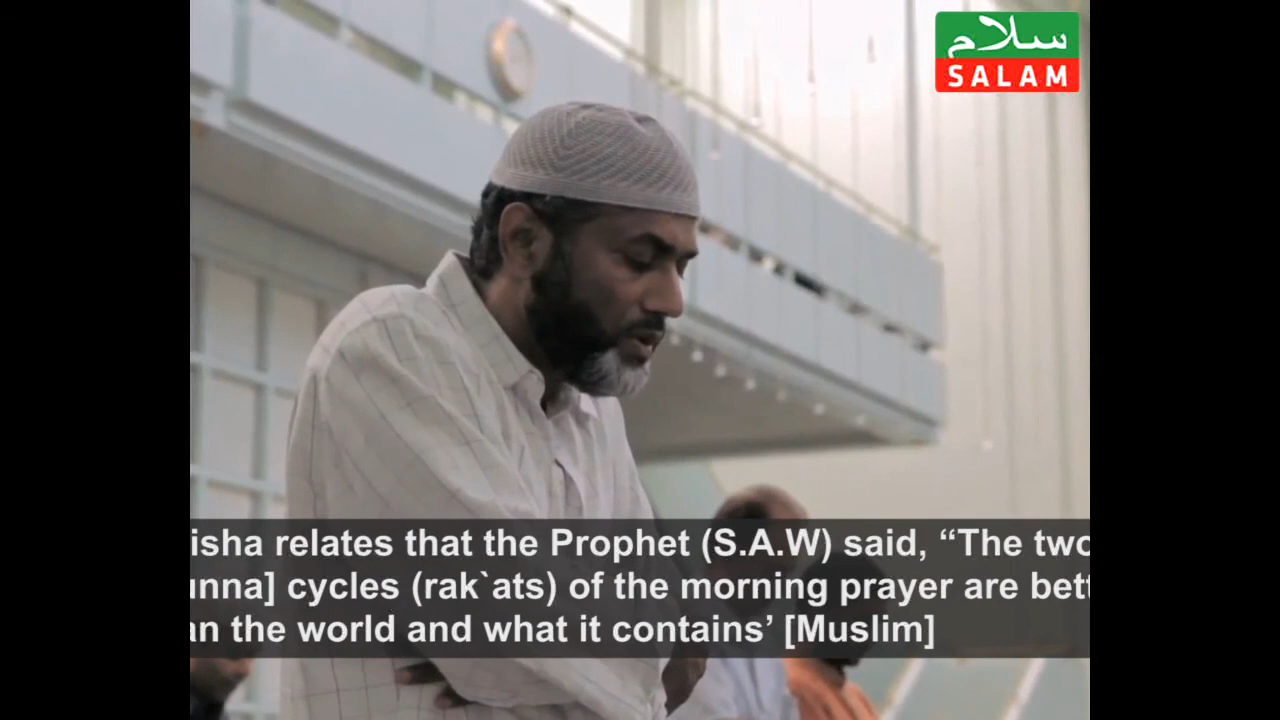 سلام
SALAM
isha relates that the Prophet (S.A.W) said, “The two
unna] cycles (rak`ats) of the morning prayer are bett
an the world and what it contains’ [Muslim]